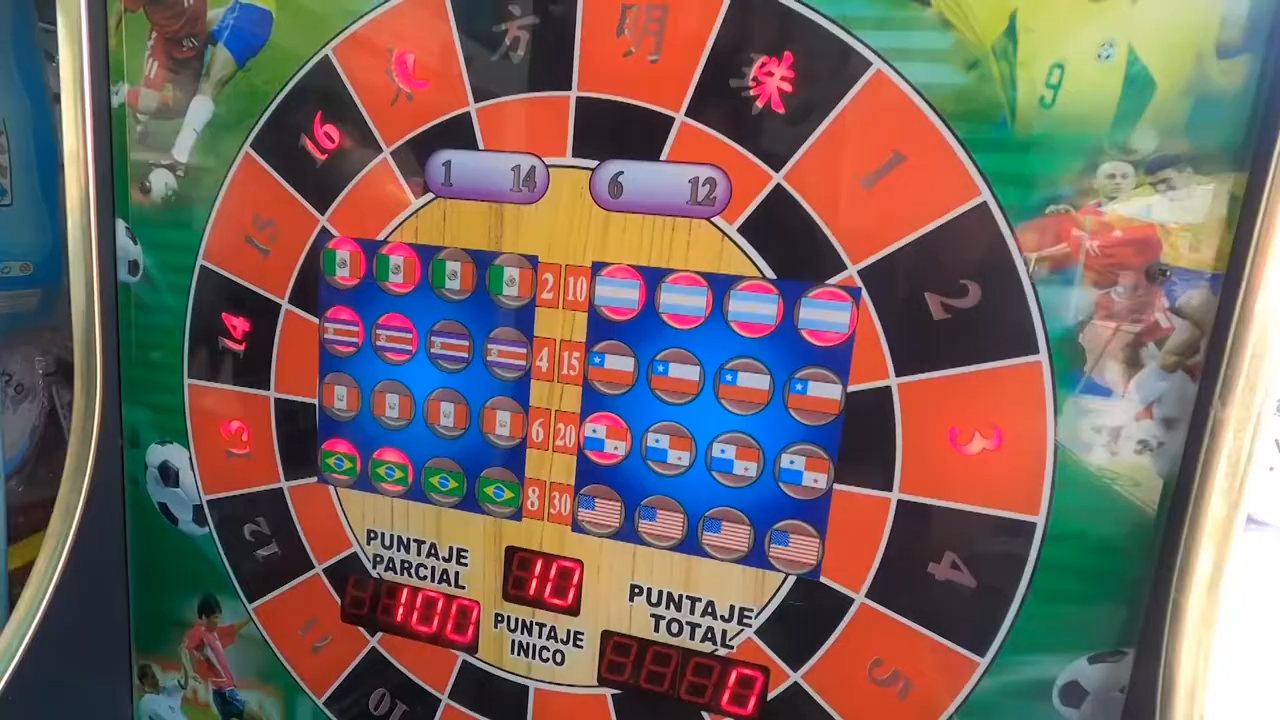 方
明
珠
1
2
3
4
5
10
11
12
13
14
15
16
1 14
6 12
2 10
4 15
6 20
8 30
PUNTAJE
PARCIAL
100
10
PUNTAJE
INICO
PUNTAJE
TOTAL
0
9